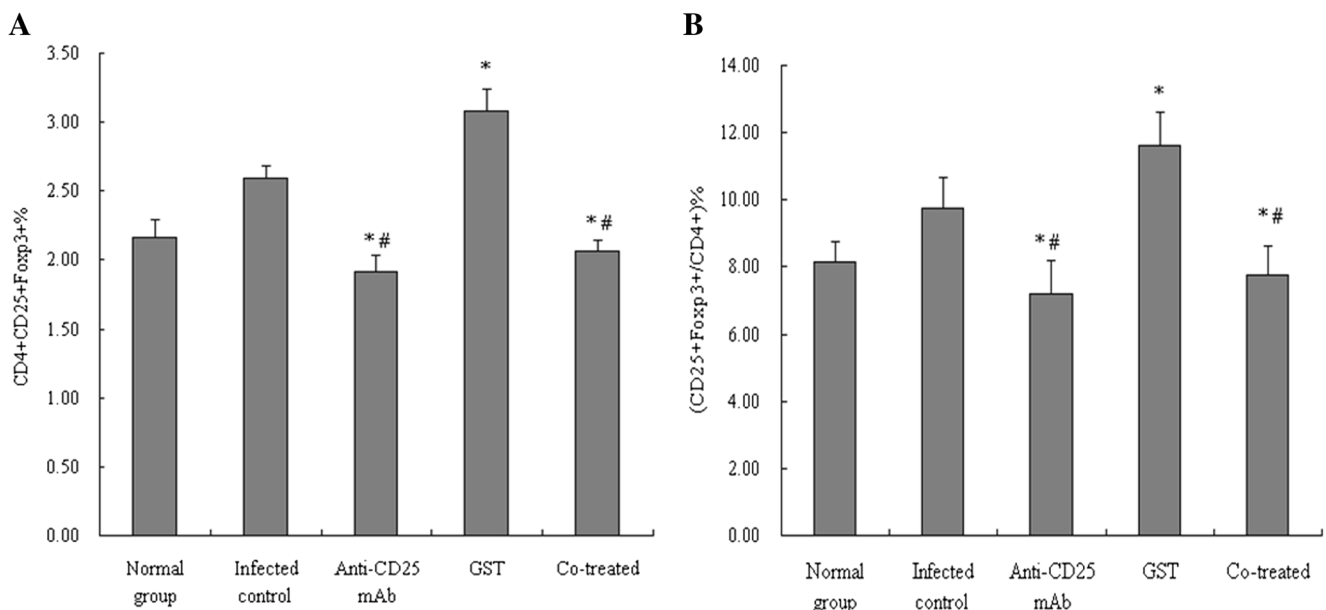 A
CD4+CD25+Foxp3+%
3.50
3.00
2.50
2.00
1.50
1.00
0.50
0.00
*
* #
* #
Normal
group
Infected
control
Anti-CD25
mAb
GST
Co-treated
B
(CD25+Foxp3+/CD4+)%
14.00
12.00
10.00
8.00
6.00
4.00
2.00
0.00
*
* #
* #
Normal
group
Infected
control
Anti-CD25
mAb
GST
Co-treated